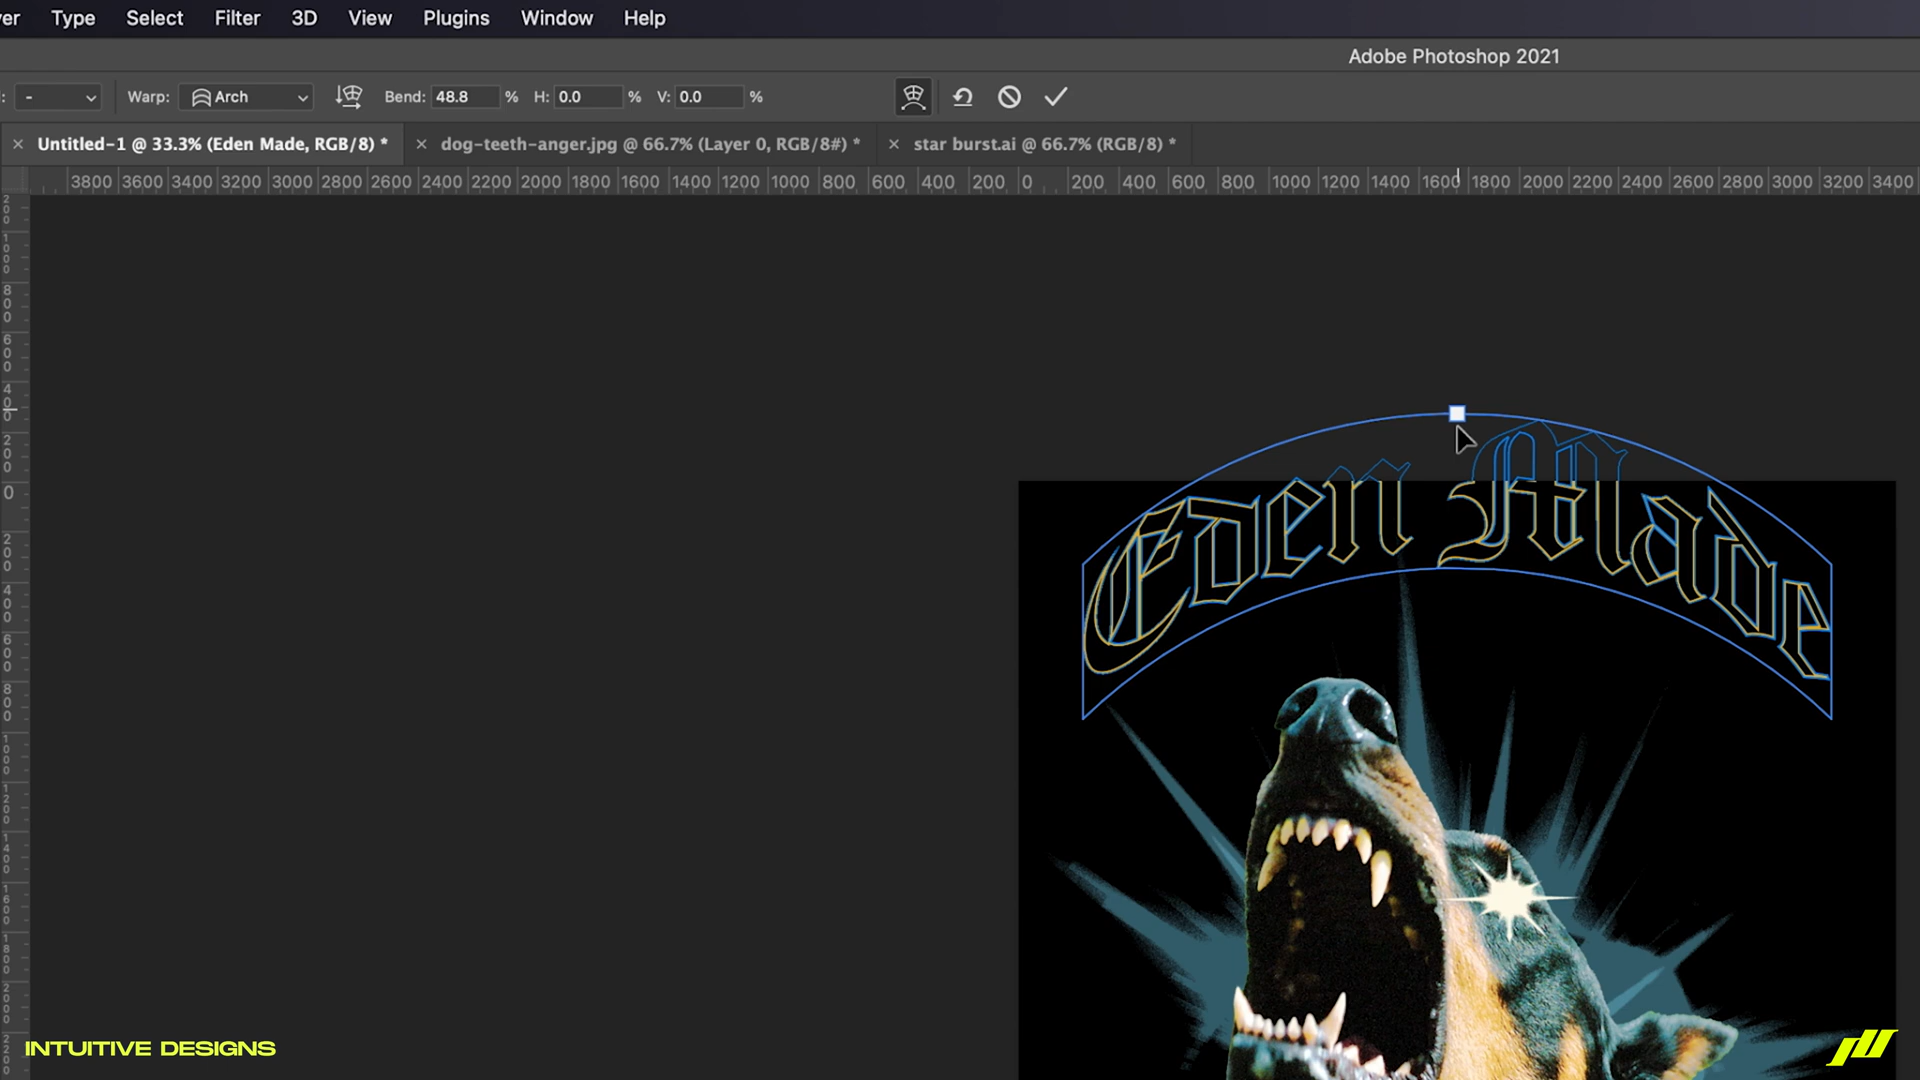 Type Select Filter 3D View Plugins Window Help
Adobe Photoshop 2021
- Warp: Arch Bend: 48.8 % H: 0.0 % V: 0.0 %
× Untitled-1 @ 33.3% (Eden Made, RGB/8) * × dog-teeth-anger.jpg @ 66.7% (Layer 0, RGB/8#) * × star burst.ai @ 66.7% (RGB/8) *
3800 3600 3400 3200 3000 2800 2600 2400 2200 2000 1800 1600 1400 1200 1000 800 600 400 200 0 200 400 600 800 1000 1200 1400 1600 1800 2000 2200 2400 2600 2800 3000 3200 3400
Eden Made
INTUITIVE DESIGNS